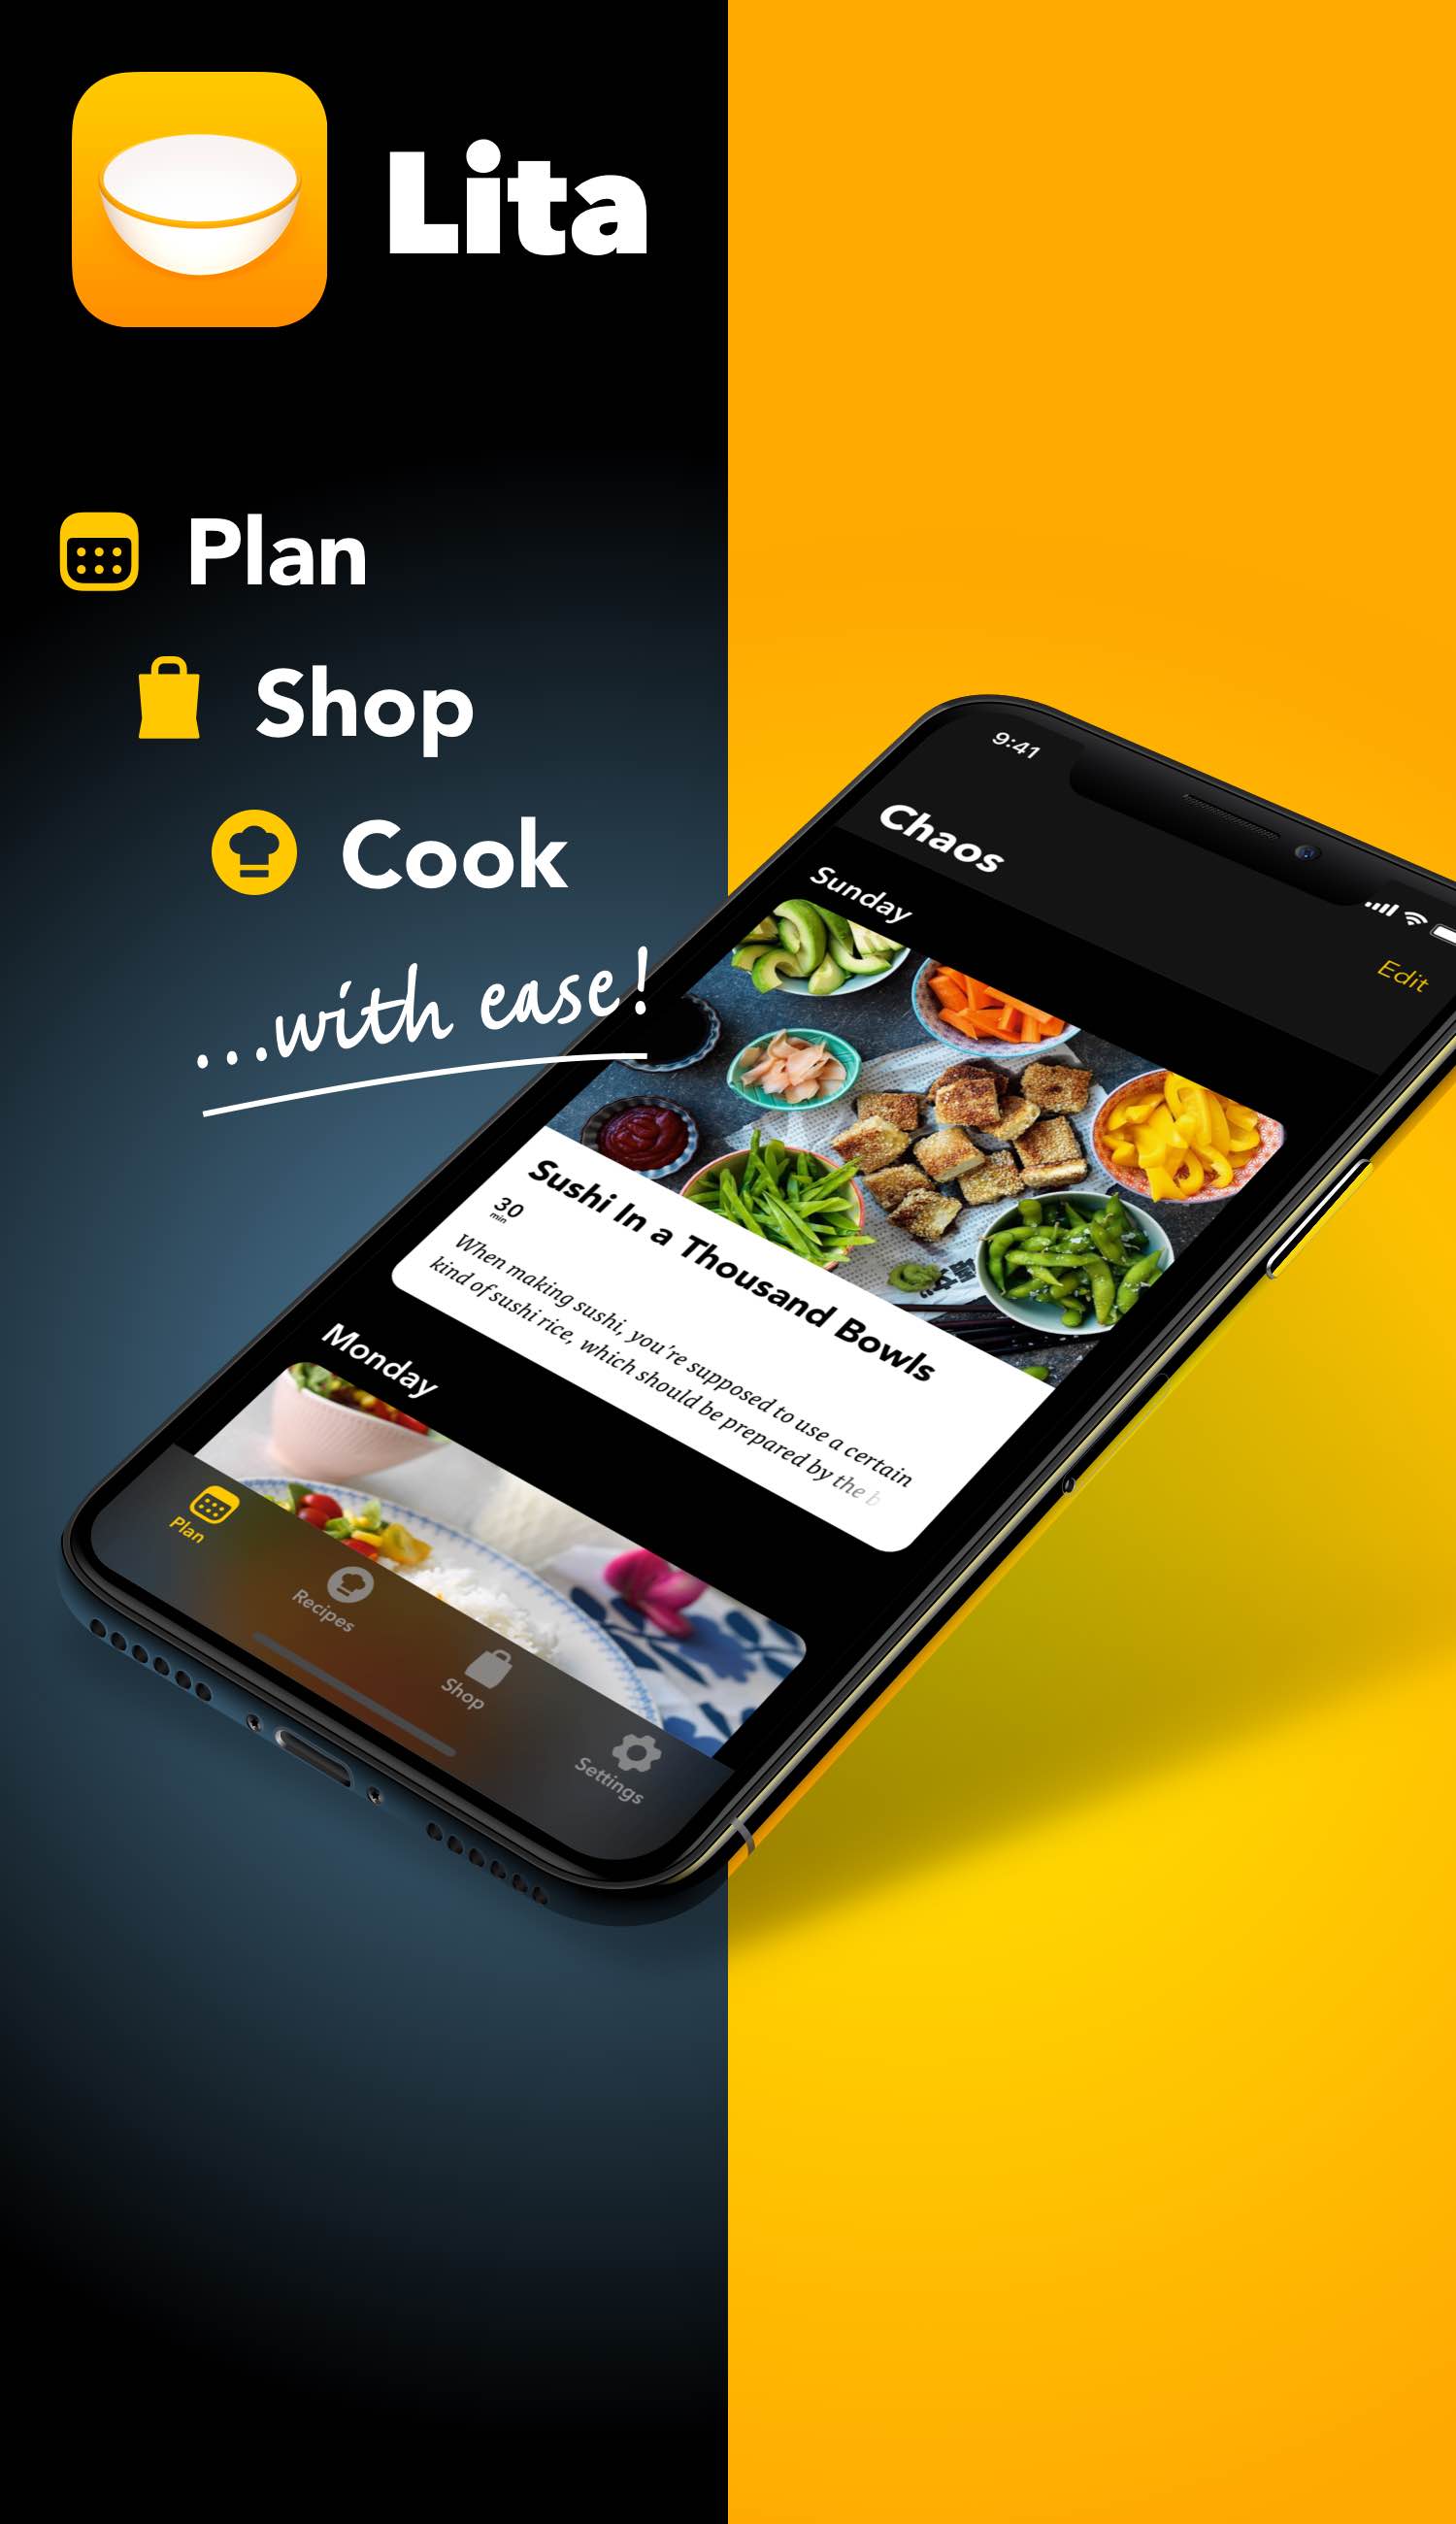 Lita
Plan
Shop
Cook
...with ease!
9:41
Chaos
Edit
Sunday
Sushi In a Thousand Bowls
30
min
When making sushi, you're supposed to use a certain
kind of sushi rice, which should be prepared by the b
Monday
Plan
Recipes
Shop
Settings